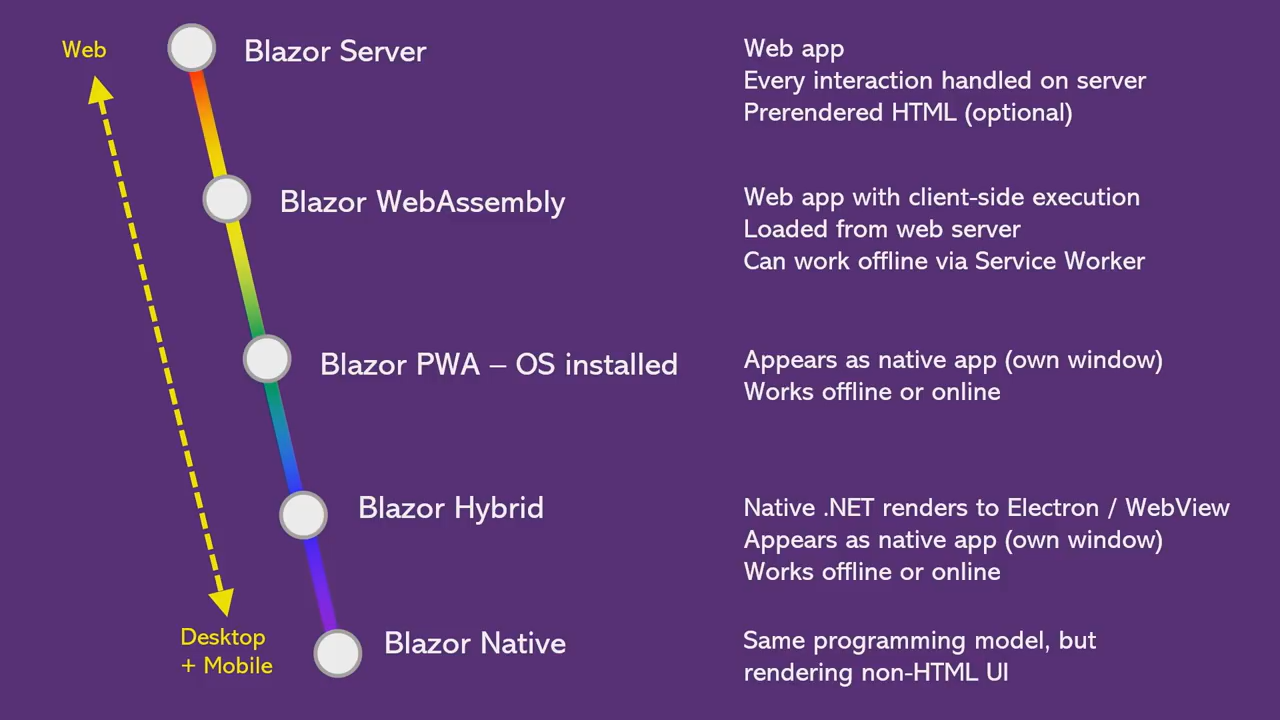 Web
Blazor Server
Web app
Every interaction handled on server
Prerendered HTML (optional)
Blazor WebAssembly
Web app with client-side execution
Loaded from web server
Can work offline via Service Worker
Blazor PWA – OS installed
Appears as native app (own window)
Works offline or online
Blazor Hybrid
Native .NET renders to Electron / WebView
Appears as native app (own window)
Works offline or online
Desktop
+ Mobile
Blazor Native
Same programming model, but
rendering non-HTML UI